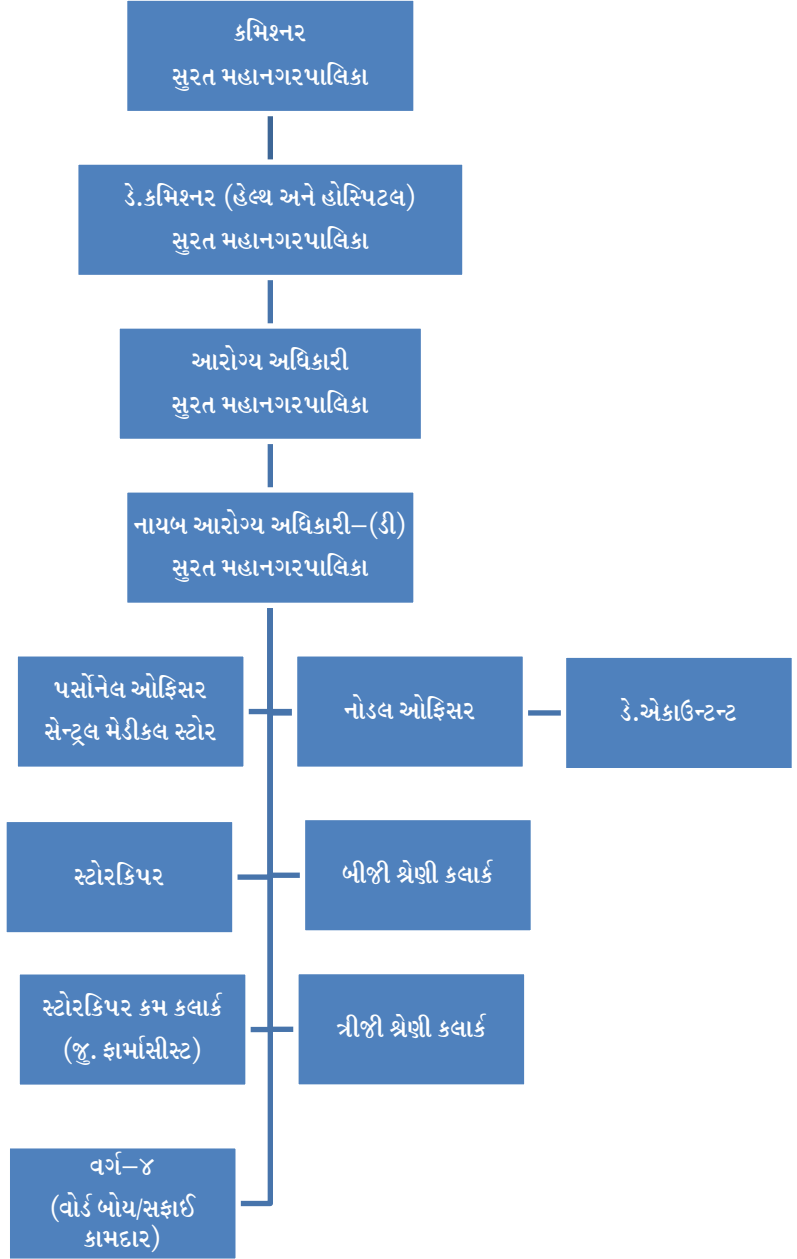 કમિશ્નર
સુરત મહાનગરપાલિકા
ડે.કમિશ્નર (હેલ્થ અને હોસ્પિટલ)
સુરત મહાનગરપાલિકા
આરોગ્ય અધિકારી
સુરત મહાનગરપાલિકા
નાયબ આરોગ્ય અધિકારી–(ડી)
સુરત મહાનગરપાલિકા
પર્સોનેલ ઓફિસર
સેન્ટ્રલ મેડીકલ સ્ટોર
નોડલ ઓફિસર
ડે.એકાઉન્ટન્ટ
સ્ટોરકિપર
બીજી શ્રેણી કલાર્ક
સ્ટોરકિપર કમ કલાર્ક
(જુ. ફાર્માસીસ્ટ)
ત્રીજી શ્રેણી કલાર્ક
વર્ગ–૪
(વોર્ડ બોય/સફાઈ
કામદાર)